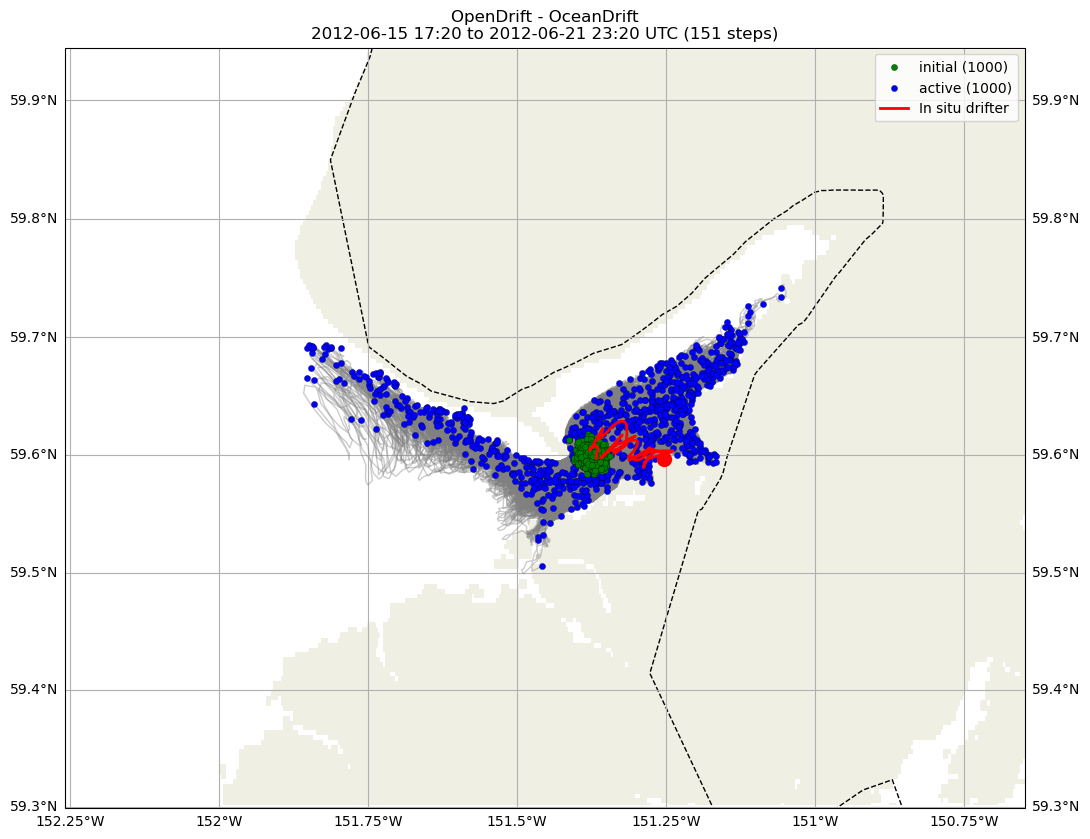 OpenDrift - OceanDrift
2012-06-15 17:20 to 2012-06-21 23:20 UTC (151 steps)
initial (1000)
active (1000)
In situ drifter
59.9°N
59.9°N
59.8°N
59.8°N
59.7°N
59.7°N
59.6°N
59.6°N
59.5°N
59.5°N
59.4°N
59.4°N
59.3°N
59.3°N
152.25°W
152°W
151.75°W
151.5°W
151.25°W
151°W
150.75°W